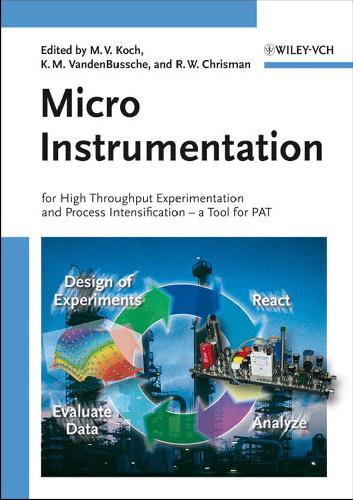 Edited by M. V. Koch,
K. M. VandenBussche, and R. W. Chrisman
WILEY-VCH
Micro
Instrumentation
for High Throughput Experimentation
and Process Intensification – a Tool for PAT
Design of
Experiments
React
Evaluate
Data
Analyze